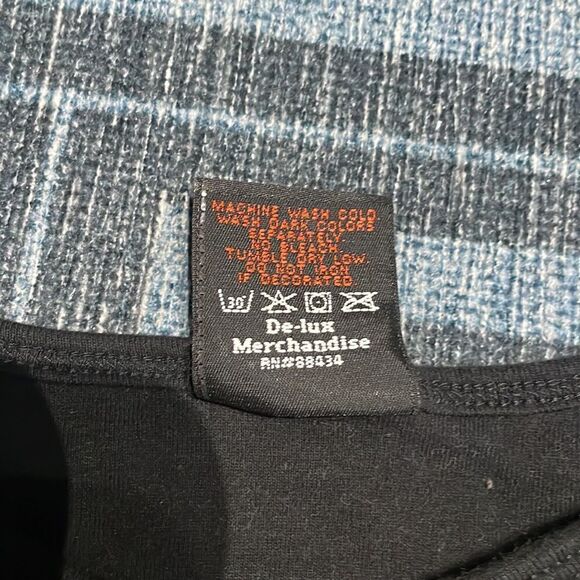 MACHINE WASH COLD
WASH DARK COLORS
SEPARATELY
NO BLEACH
TUMBLE DRY LOW.
DO NOT IRON
IF DECORATED.
30°
De-lux
Merchandise
RN#88434